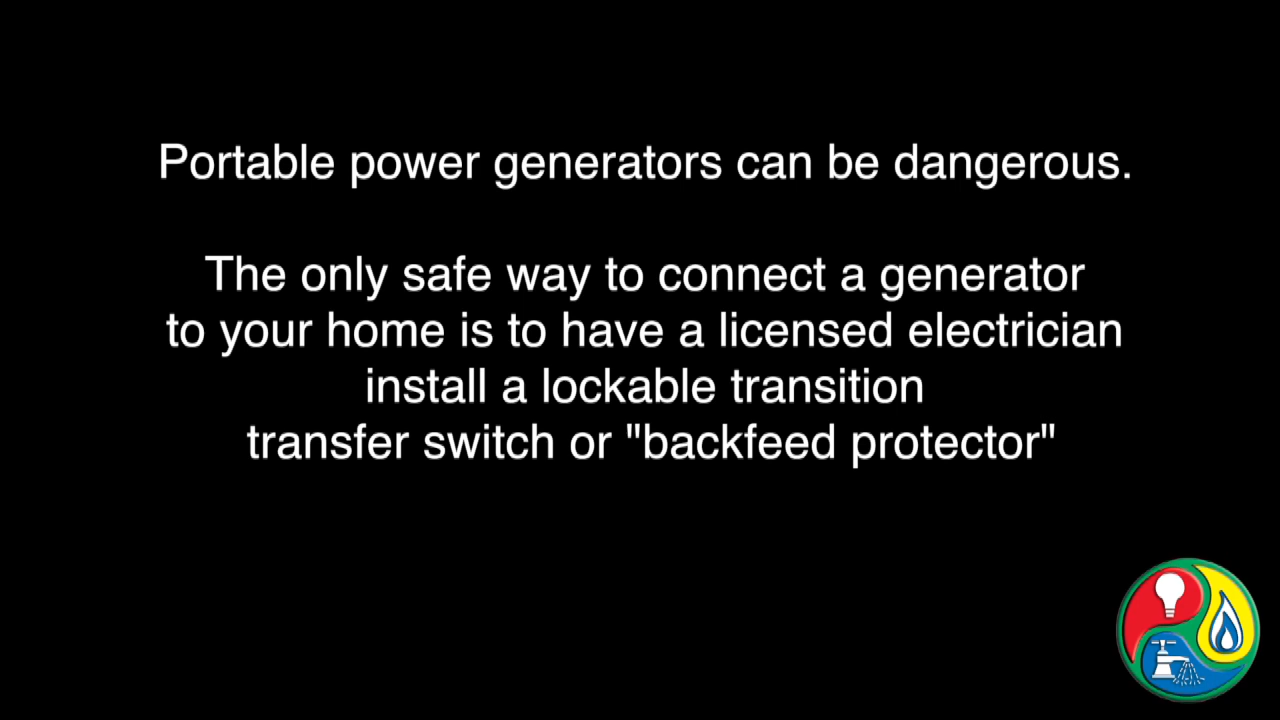 Portable power generators can be dangerous.
The only safe way to connect a generator
to your home is to have a licensed electrician
install a lockable transition
transfer switch or "backfeed protector"